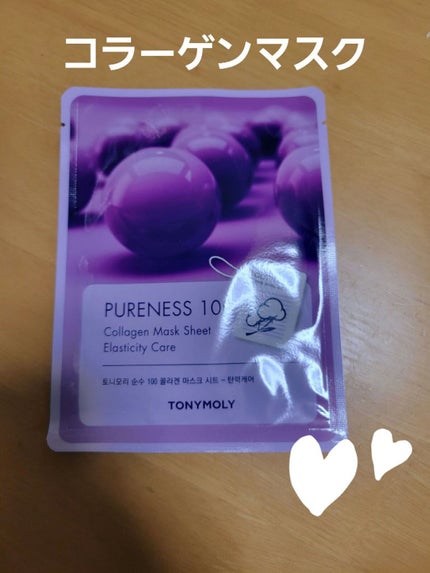 コラーゲンマスク
PURENESS 10
Collagen Mask Sheet
Elasticity Care
토니모리 순수 100 콜라겐 마스크 시트 - 탄력케어
TONYMOLY